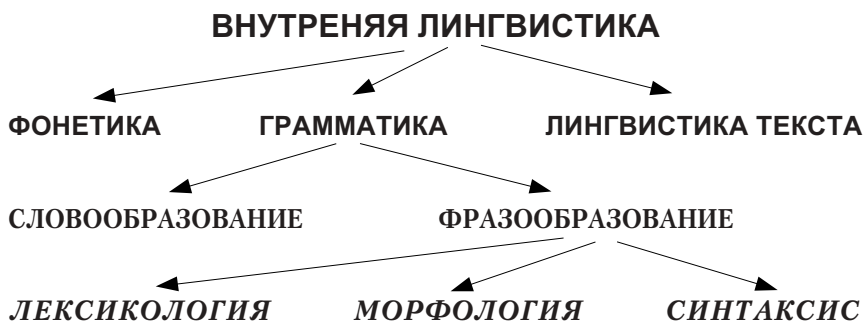 ВНУТРЕНЯЯ ЛИНГВИСТИКА
ФОНЕТИКА ГРАММАТИКА ЛИНГВИСТИКА ТЕКСТА
СЛОВООБРАЗОВАНИЕ ФРАЗООБРАЗОВАНИЕ
ЛЕКСИКОЛОГИЯ МОРФОЛОГИЯ СИНТАКСИС